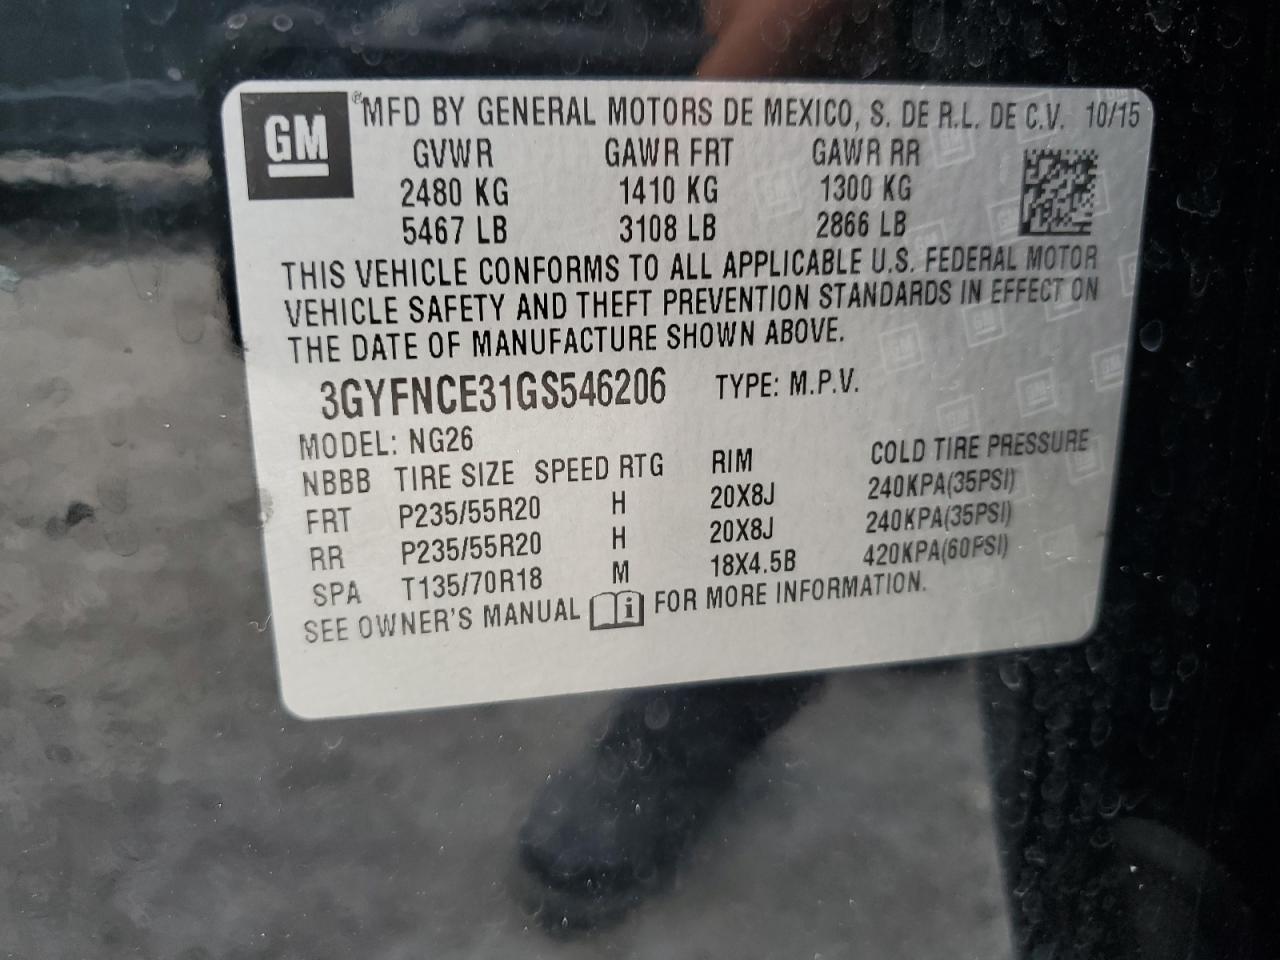 GM
® MFD BY GENERAL MOTORS DE MEXICO, S. DE R.L. DE C.V. 10/15
GVWR GAWR FRT GAWR RR
2480 KG 1410 KG 1300 KG
5467 LB 3108 LB 2866 LB
THIS VEHICLE CONFORMS TO ALL APPLICABLE U.S. FEDERAL MOTOR
VEHICLE SAFETY AND THEFT PREVENTION STANDARDS IN EFFECT ON
THE DATE OF MANUFACTURE SHOWN ABOVE.
3GYFNCE31GS546206 TYPE: M.P.V.
MODEL: NG26
NBBB TIRE SIZE SPEED RTG RIM COLD TIRE PRESSURE
FRT P235/55R20 H 20X8J 240KPA(35PSI)
RR P235/55R20 H 20X8J 240KPA(35PSI)
SPA T135/70R18 M 18X4.5B 420KPA(60PSI)
SEE OWNER'S MANUAL i FOR MORE INFORMATION.